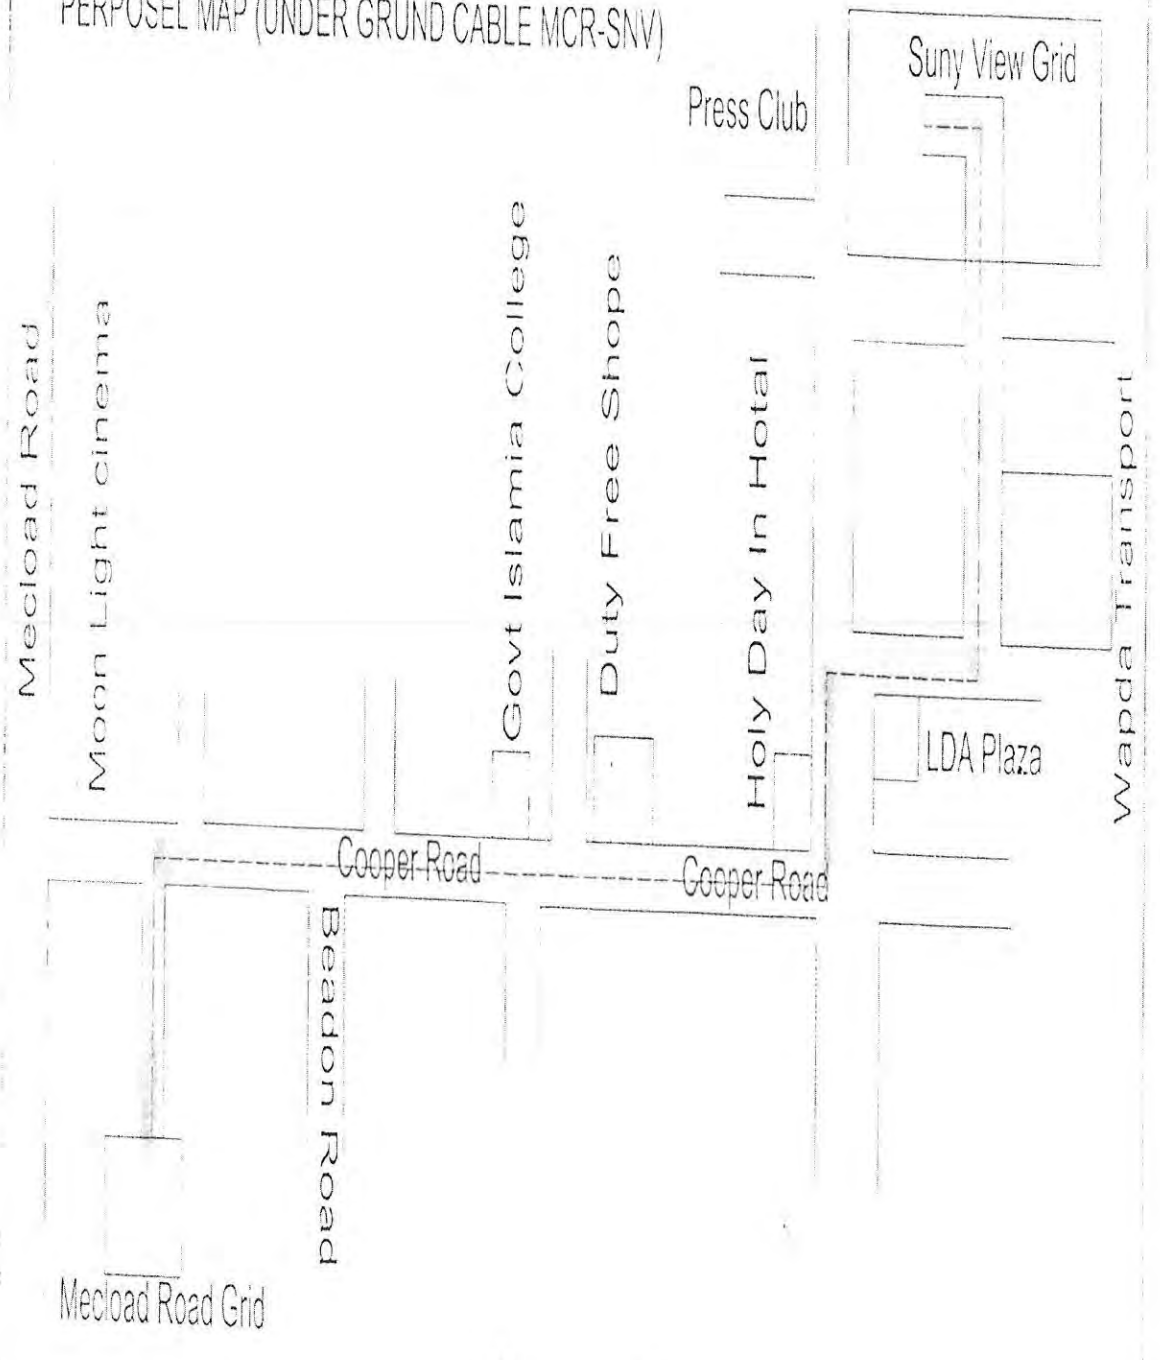 PERPOSEL MAP (UNDER GRUND CABLE MCR-SNV)
Suny View Grid
Press Club
Mecload Road
Moon Light cinema
Govt Islamia College
Duty Free Shope
Holy Day In Hotal
Wapda Transport
LDA Plaza
Cooper Road
Cooper Road
Beadon Road
Mecload Road Grid